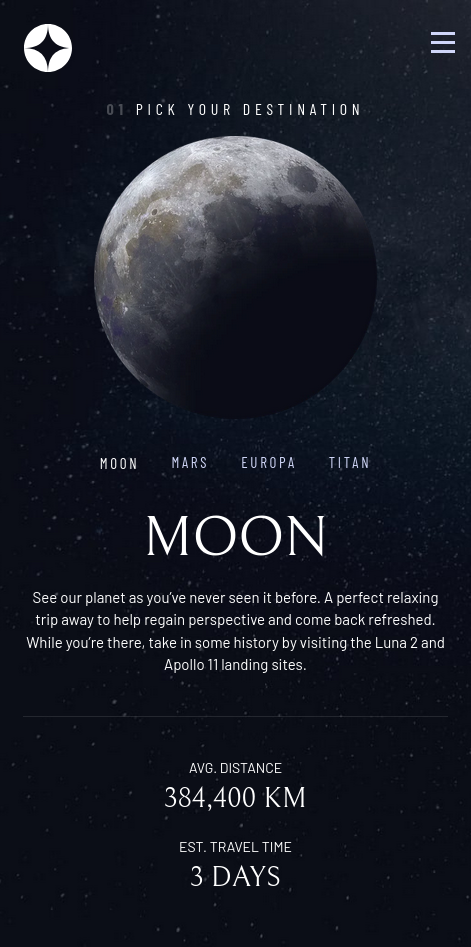 01 PICK YOUR DESTINATION
MOON MARS EUROPA TITAN
MOON
See our planet as you’ve never seen it before. A perfect relaxing
trip away to help regain perspective and come back refreshed.
While you’re there, take in some history by visiting the Luna 2 and
Apollo 11 landing sites.
AVG. DISTANCE
384,400 KM
EST. TRAVEL TIME
3 DAYS